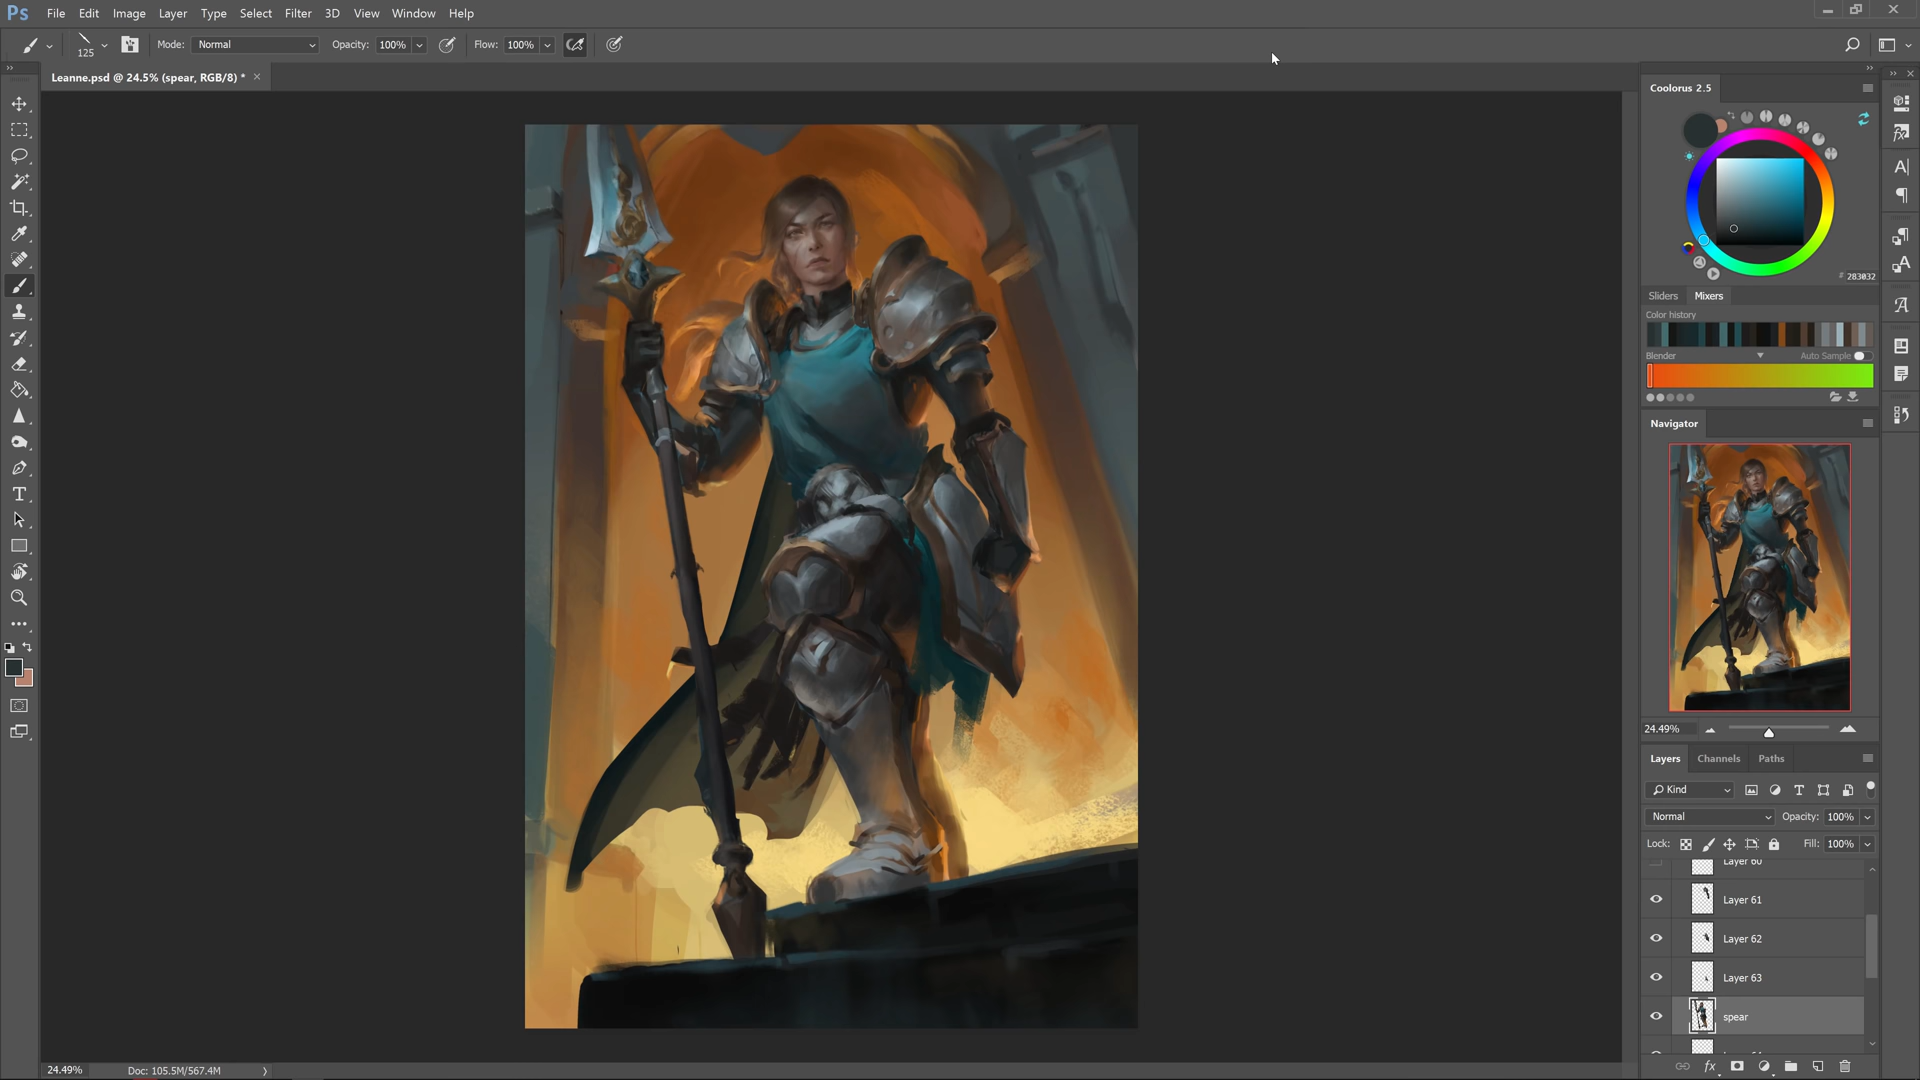 Ps File Edit Image Layer Type Select Filter 3D View Window Help
125 Mode: Normal Opacity: 100% Flow: 100%
Leanne.psd @ 24.5% (spear, RGB/8) *
Coolorus 2.5
# 283032
Sliders Mixers
Color history
Blender Auto Sample
Navigator
24.49%
Layers Channels Paths
Kind
Normal Opacity: 100%
Lock: Fill: 100%
Layer 60
Layer 61
Layer 62
Layer 63
spear
24.49% Doc: 105.5M/567.4M